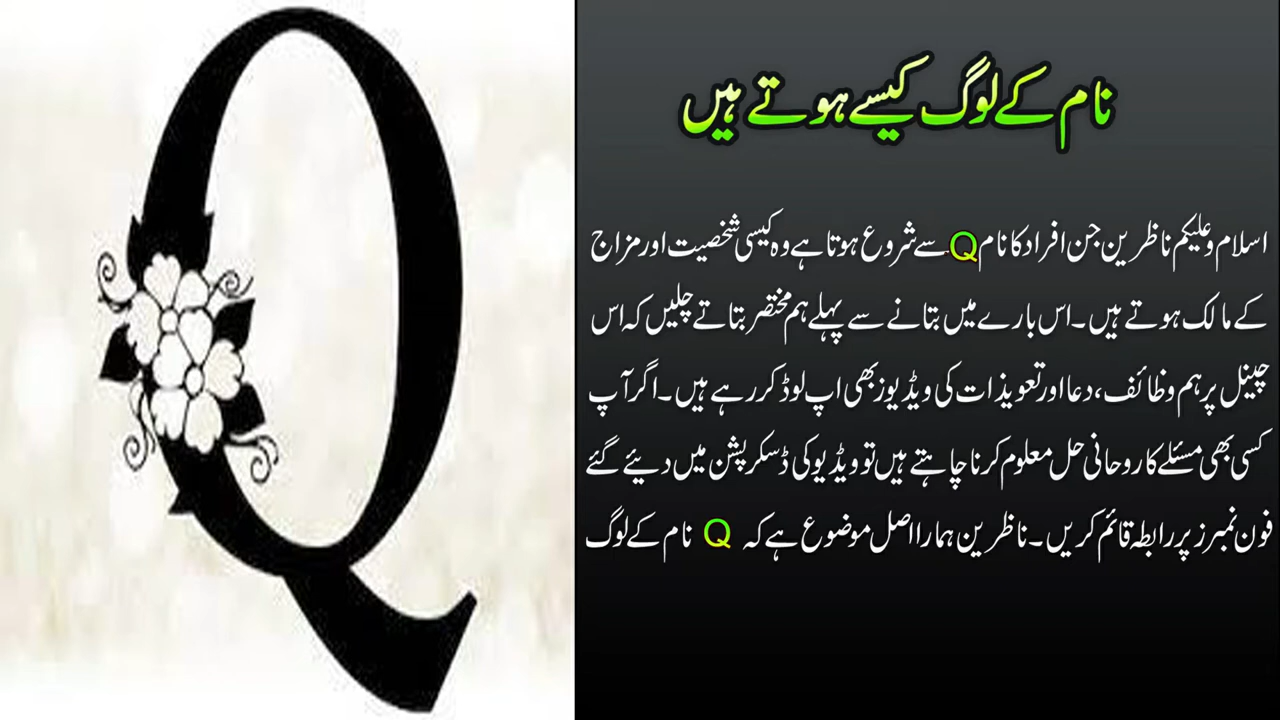 Q
نام کے لوگ کیسے ہوتے ہیں
اسلام و علیکم ناظرین جن افراد کا نام Q سے شروع ہوتا ہے وہ کیسی شخصیت اور مزاج
کے مالک ہوتے ہیں۔ اس بارے میں بتانے سے پہلے ہم مختصر بتاتے چلیں کہ اس
چینل پر ہم وظائف، دعا اور تعویذات کی ویڈیوز بھی اپ لوڈ کر رہے ہیں۔ اگر آپ
کسی بھی مسئلے کا روحانی حل معلوم کرنا چاہتے ہیں تو ویڈیو کی ڈسکرپشن میں دیئے گئے
فون نمبرز پر رابطہ قائم کریں۔ ناظرین ہمارا اصل موضوع ہے کہ Q نام کے لوگ